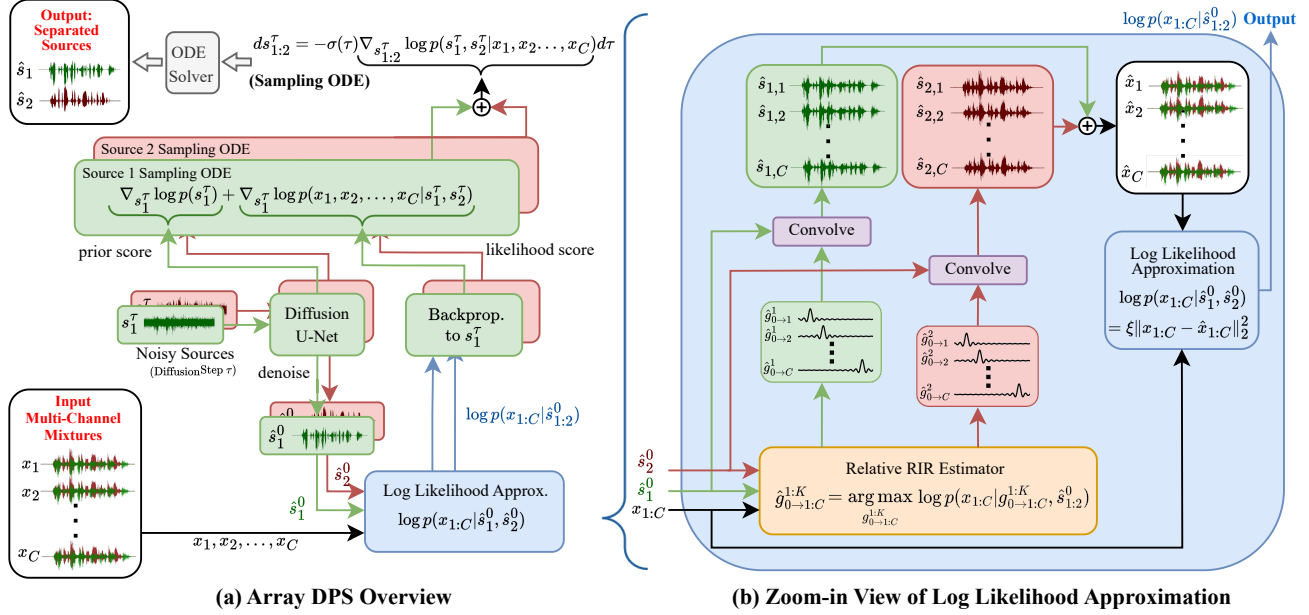 Output:
Separated
Sources
ŝ₁
ŝ₂
ODE
Solver
ds^τ_{1:2} = −σ(τ)∇_{s^τ_{1:2}} log p(s^τ_1, s^τ_2|x_1, x_2 . . . , x_C)dτ
(Sampling ODE)
Source 2 Sampling ODE
Source 1 Sampling ODE
∇_{s^τ_1} log p(s^τ_1) + ∇_{s^τ_1} log p(x_1, x_2, . . . , x_C|s^τ_1, s^τ_2)
prior score
likelihood score
τ
s^τ_1
Noisy Sources
(Diffusion Step τ)
Diffusion
U-Net
denoise
Backprop.
to s^τ_1
Input
Multi-Channel
Mixtures
x_1
x_2
x_C
ŝ^0_1
ŝ^0_2
ŝ^0_1
log p(x_{1:C}|ŝ^0_{1:2})
Log Likelihood Approx.
log p(x_{1:C}|ŝ^0_1, ŝ^0_2)
x_1, x_2, . . . , x_C
(a) Array DPS Overview
log p(x_{1:C}|ŝ^0_{1:2}) Output
ŝ_{1,1}
ŝ_{1,2}
ŝ_{1,C}
ŝ_{2,1}
ŝ_{2,2}
ŝ_{2,C}
x̂_1
x̂_2
x̂_C
Convolve
Convolve
Log Likelihood
Approximation
log p(x_{1:C}|ŝ^0_1, ŝ^0_2)
= ξ‖x_{1:C} − x̂_{1:C}‖^2_2
ĝ^1_{0→1}
ĝ^1_{0→2}
ĝ^1_{0→C}
ĝ^2_{0→1}
ĝ^2_{0→2}
ĝ^2_{0→C}
ŝ^0_2
ŝ^0_1
x_{1:C}
Relative RIR Estimator
ĝ^{1:K}_{0→1:C} = arg max log p(x_{1:C}|g^{1:K}_{0→1:C}, ŝ^0_{1:2})
g^{1:K}_{0→1:C}
(b) Zoom-in View of Log Likelihood Approximation